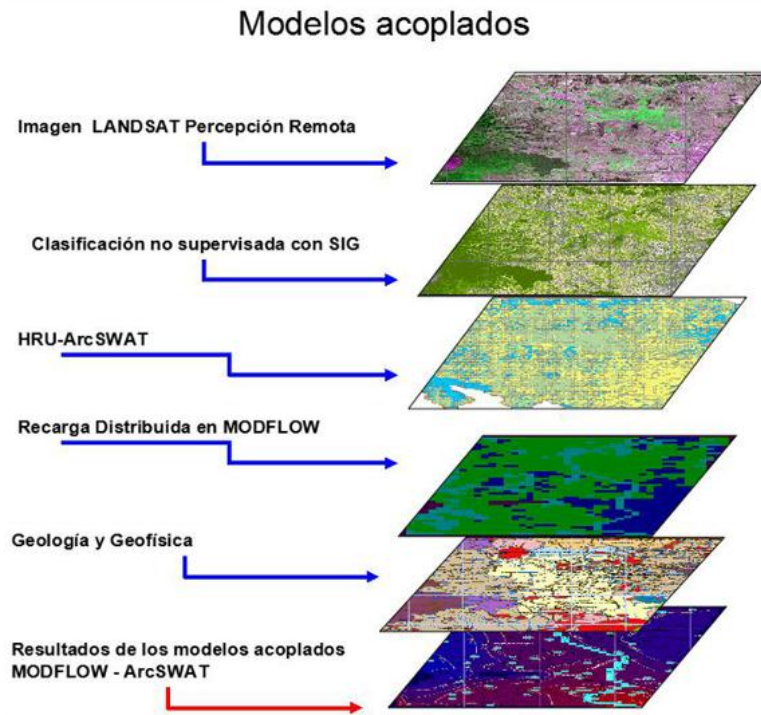 Modelos acoplados
Imagen LANDSAT Percepción Remota
Clasificación no supervisada con SIG
HRU-ArcSWAT
Recarga Distribuida en MODFLOW
Geología y Geofísica
Resultados de los modelos acoplados
MODFLOW - ArcSWAT